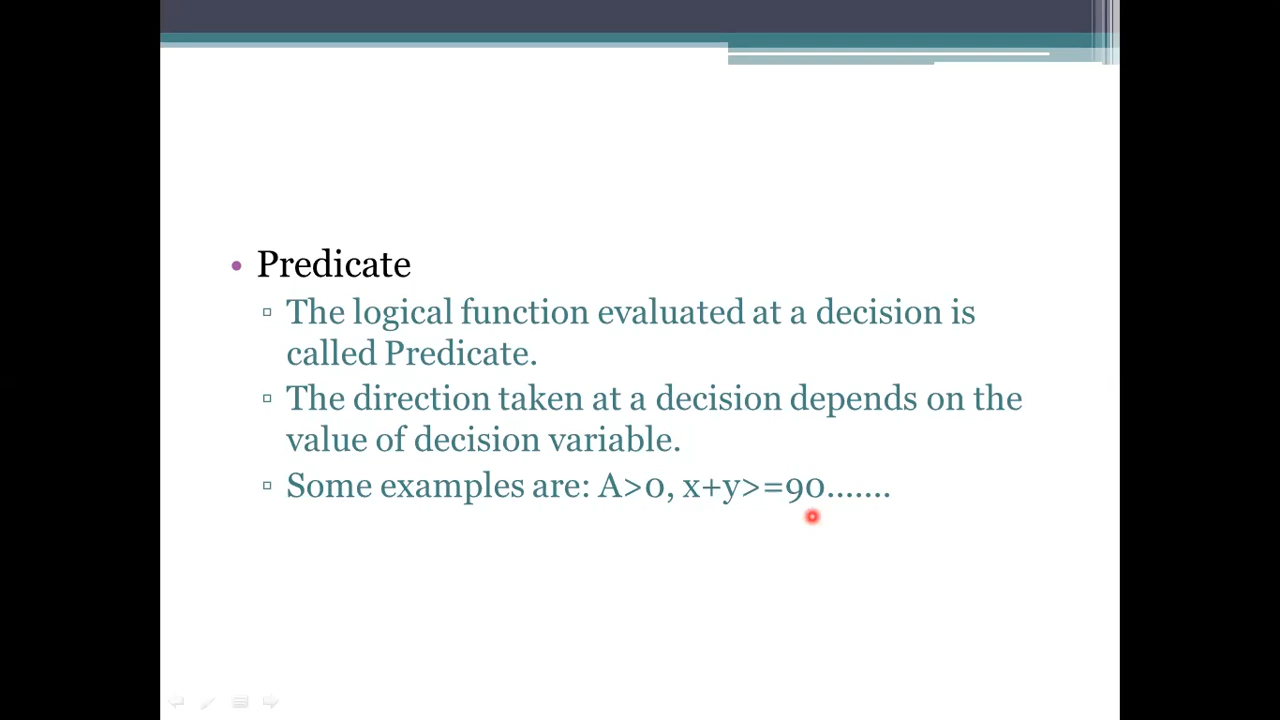 • Predicate
▫ The logical function evaluated at a decision is
called Predicate.
▫ The direction taken at a decision depends on the
value of decision variable.
▫ Some examples are: A>0, x+y>=90.......